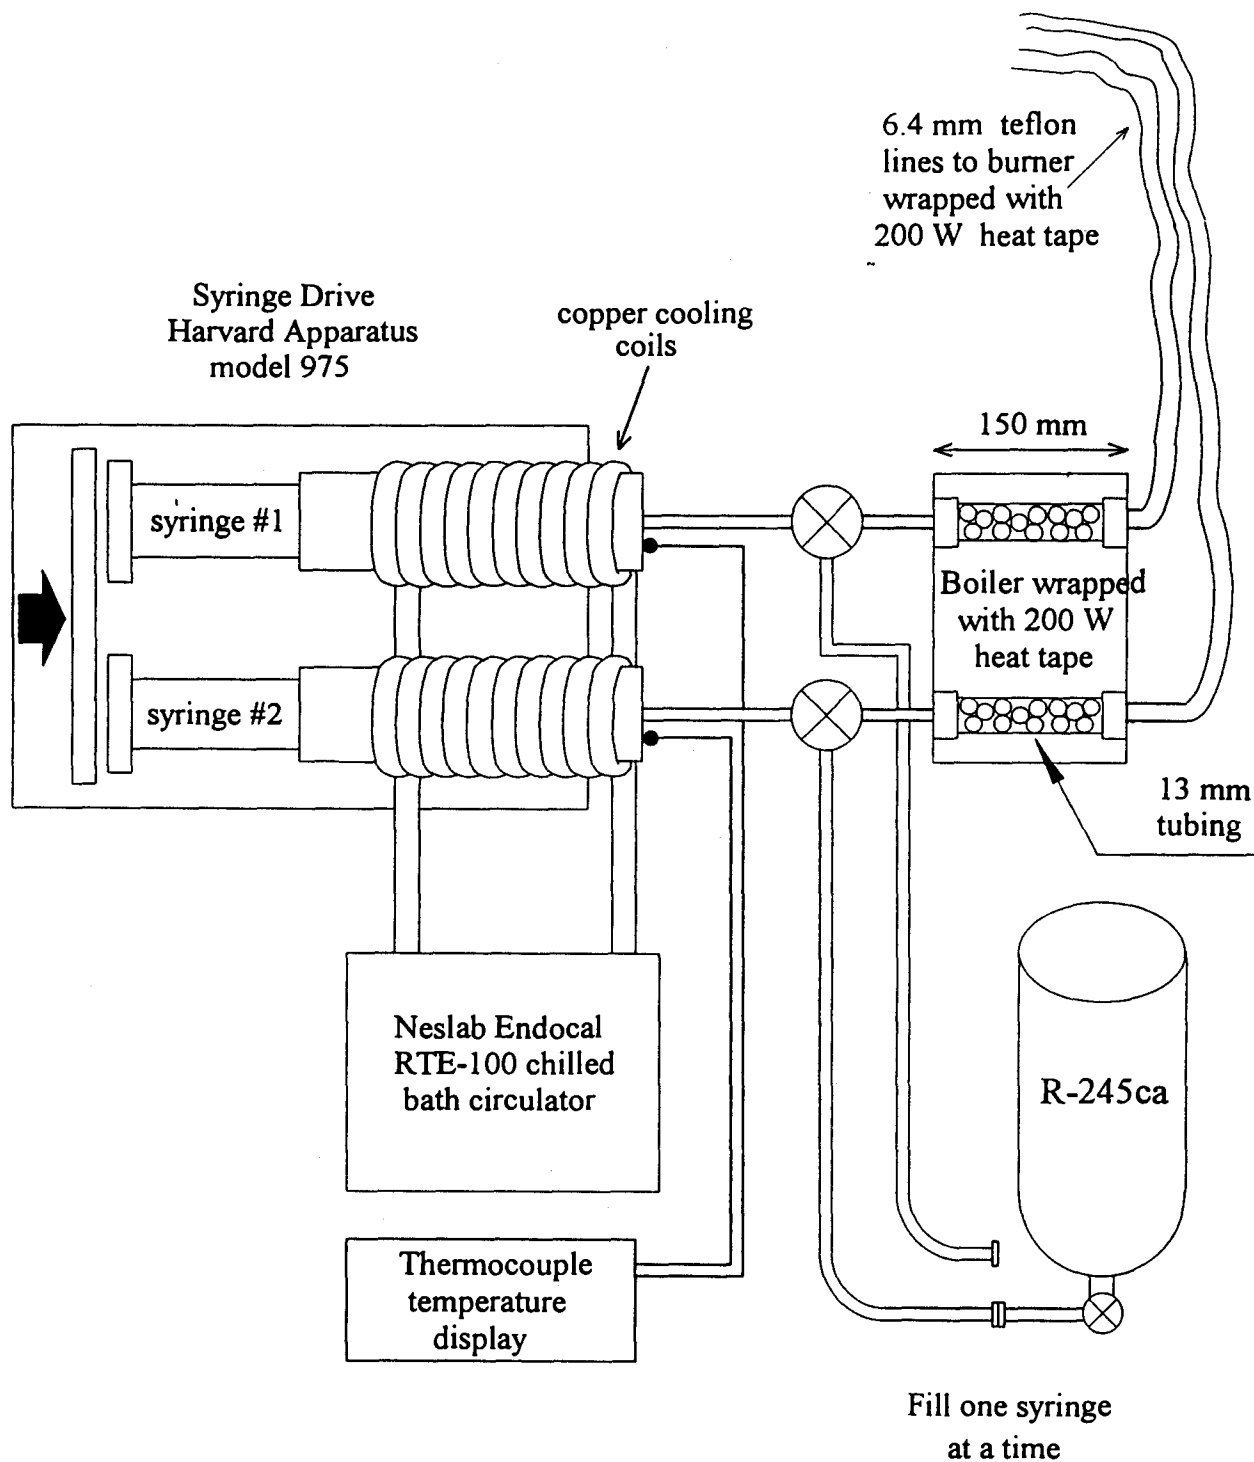 6.4 mm teflon
lines to burner
wrapped with
200 W heat tape
Syringe Drive
Harvard Apparatus
model 975
copper cooling
coils
150 mm
syringe #1
Boiler wrapped
with 200 W
heat tape
syringe #2
13 mm
tubing
Neslab Endocal
RTE-100 chilled
bath circulator
R-245ca
Thermocouple
temperature
display
Fill one syringe
at a time